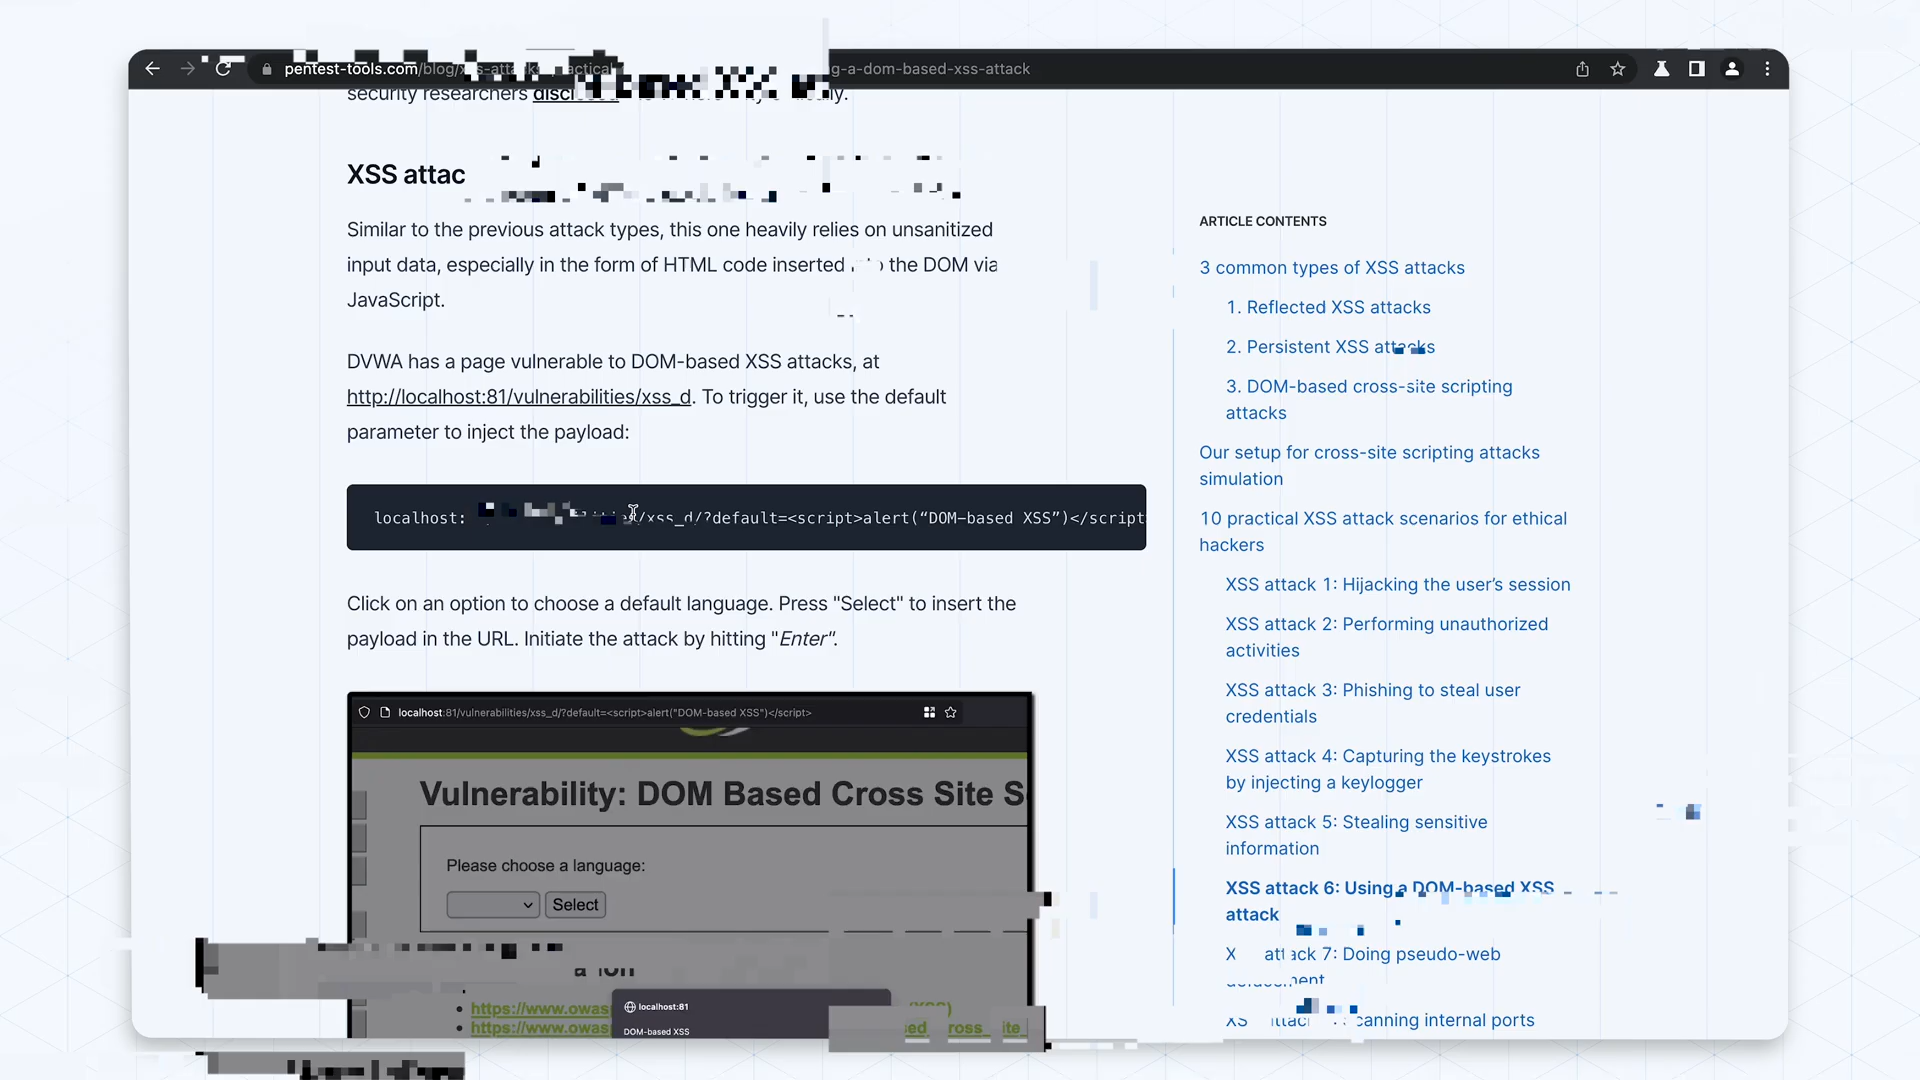 pentest-tools.com/blog/
g-a-dom-based-xss-attack
security researchers
XSS attac
Similar to the previous attack types, this one heavily relies on unsanitized
input data, especially in the form of HTML code inserted the DOM via
JavaScript.
DVWA has a page vulnerable to DOM-based XSS attacks, at
http://localhost:81/vulnerabilities/xss_d. To trigger it, use the default
parameter to inject the payload:
localhost: /xss_d/?default=<script>alert(“DOM-based XSS”)</script
Click on an option to choose a default language. Press "Select" to insert the
payload in the URL. Initiate the attack by hitting "Enter".
localhost:81/vulnerabilities/xss_d/?default=<script>alert("DOM-based XSS")</script>
Vulnerability: DOM Based Cross Site S
Please choose a language:
Select
https://www.owas
https://www.owas
localhost:81
DOM-based XSS
ARTICLE CONTENTS
3 common types of XSS attacks
1. Reflected XSS attacks
2. Persistent XSS attacks
3. DOM-based cross-site scripting
attacks
Our setup for cross-site scripting attacks
simulation
10 practical XSS attack scenarios for ethical
hackers
XSS attack 1: Hijacking the user’s session
XSS attack 2: Performing unauthorized
activities
XSS attack 3: Phishing to steal user
credentials
XSS attack 4: Capturing the keystrokes
by injecting a keylogger
XSS attack 5: Stealing sensitive
information
XSS attack 6: Using a DOM-based XSS
attack
X attack 7: Doing pseudo-web
XS canning internal ports